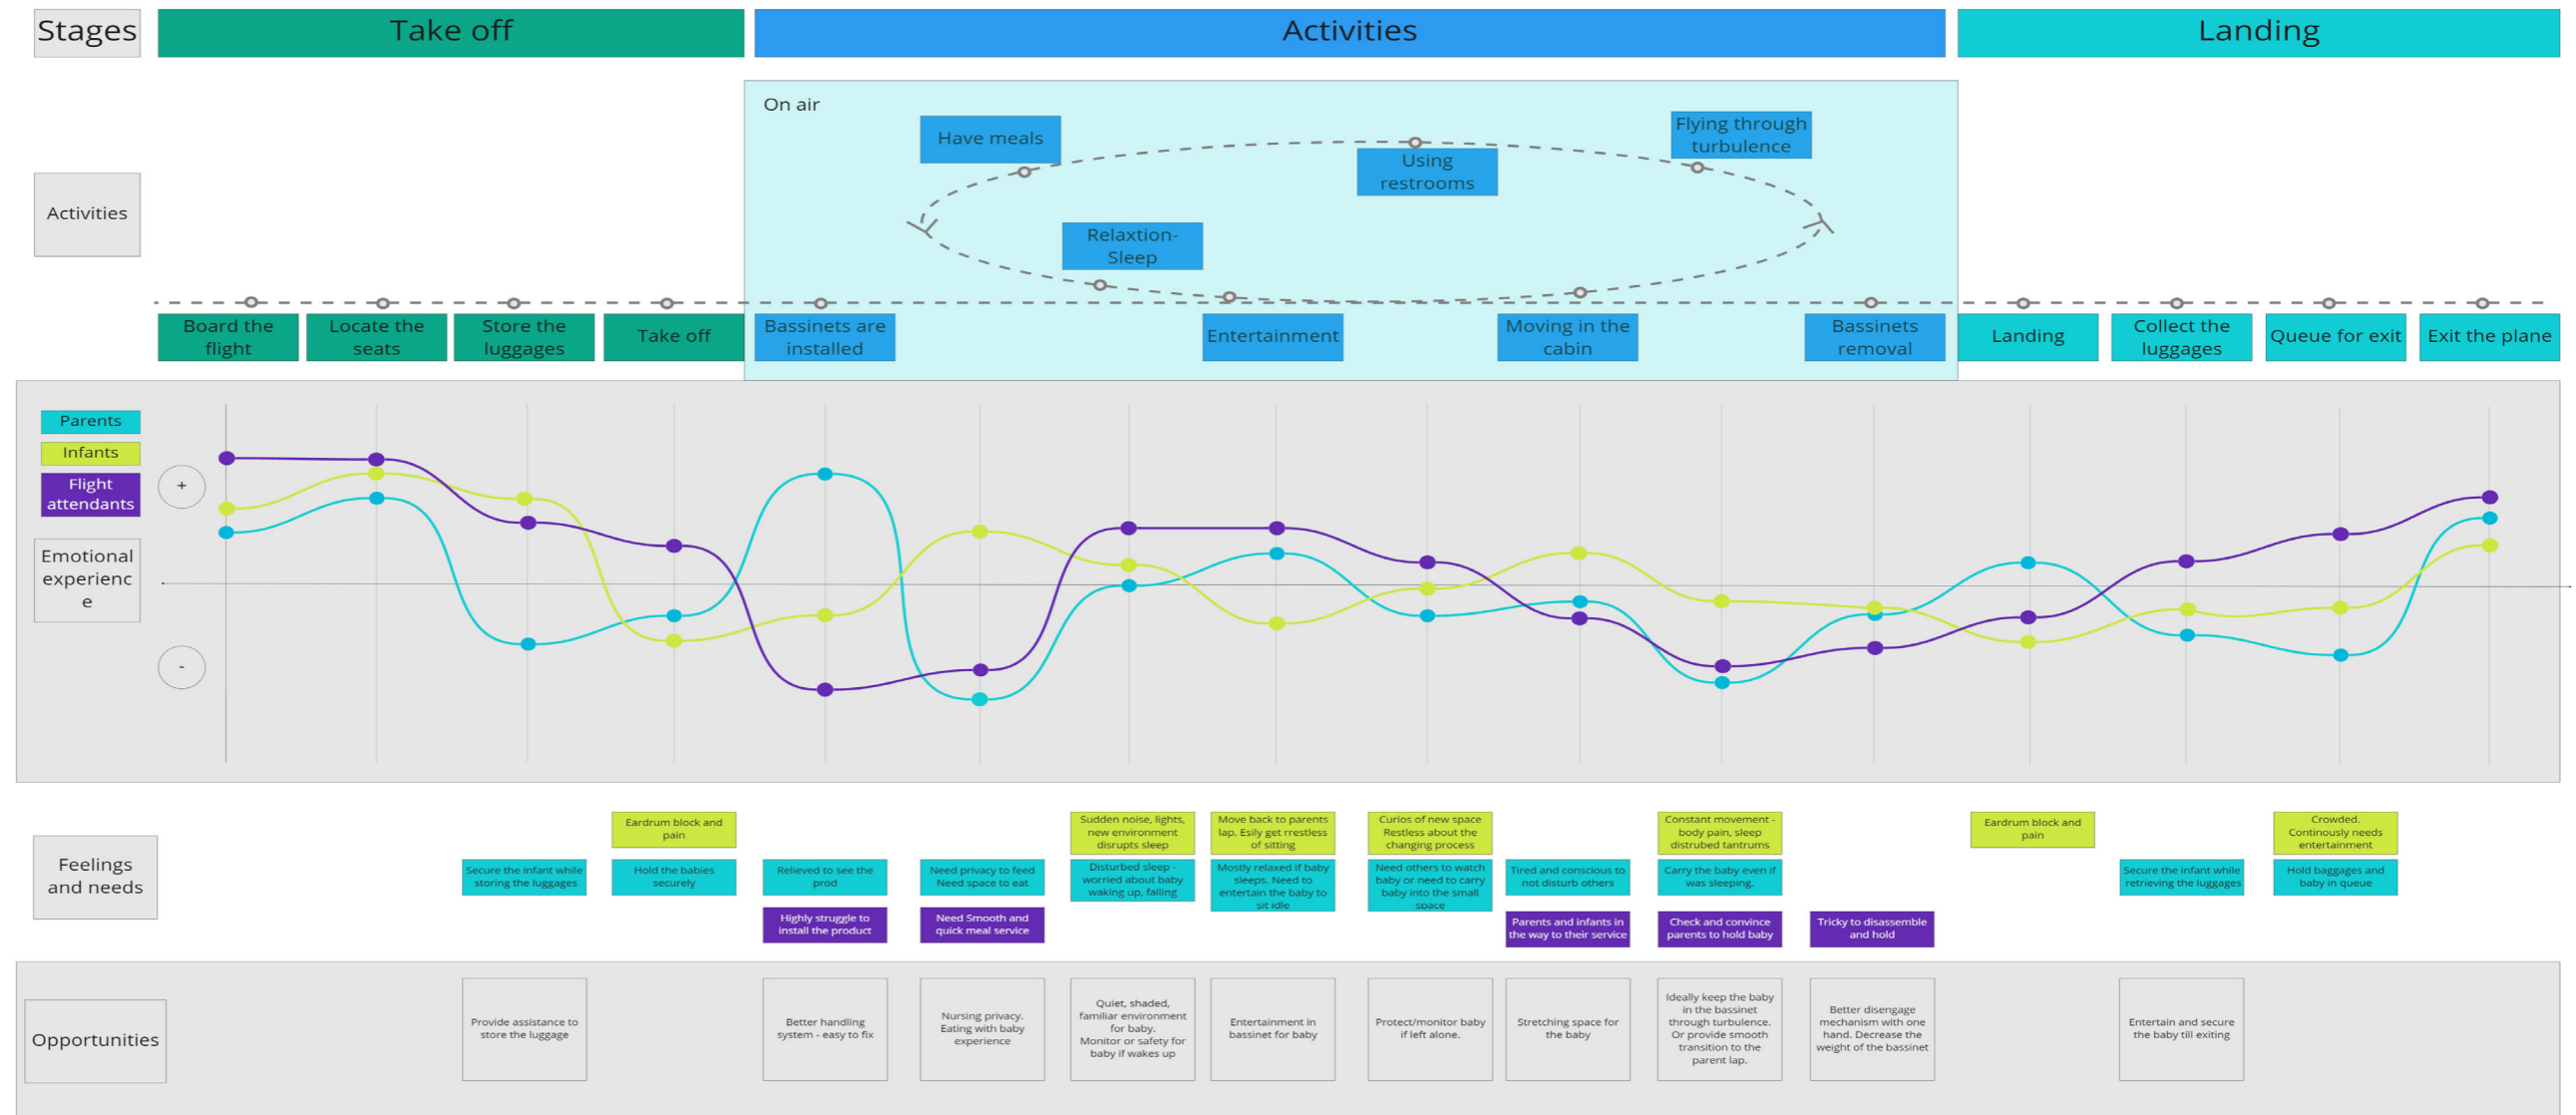 Stages
Take off
Activities
Landing
On air
Have meals
Using
restrooms
Flying through
turbulence
Activities
Relaxtion-
Sleep
Board the
flight
Locate the
seats
Store the
luggages
Take off
Bassinets are
installed
Entertainment
Moving in the
cabin
Bassinets
removal
Landing
Collect the
luggages
Queue for exit
Exit the plane
Parents
Infants
Flight
attendants
+
Emotional
experienc
e
-
Feelings
and needs
Eardrum block and
pain
Sudden noise, lights,
new environment
disrupts sleep
Move back to parents
lap. Esily get rrestless
of sitting
Curios of new space
Restless about the
changing process
Constant movement -
body pain, sleep
distrubed tantrums
Eardrum block and
pain
Crowded.
Continously needs
entertainment
Secure the infant while
storing the luggages
Hold the babies
securely
Relieved to see the
prod
Need privacy to feed
Need space to eat
Disturbed sleep -
worried about baby
waking up, falling
Mostly relaxed if baby
sleeps. Need to
entertain the baby to
sit idle
Need others to watch
baby or need to carry
baby into the small
space
Tired and conscious to
not disturb others
Carry the baby even if
was sleeping.
Secure the infant while
retrieving the luggages
Hold baggages and
baby in queue
Highly struggle to
install the product
Need Smooth and
quick meal service
Parents and infants in
the way to their service
Check and convince
parents to hold baby
Tricky to disassemble
and hold
Opportunities
Provide assistance to
store the luggage
Better handling
system - easy to fix
Nursing privacy.
Eating with baby
experience
Quiet, shaded,
familiar environment
for baby.
Monitor or safety for
baby if wakes up
Entertainment in
bassinet for baby
Protect/monitor baby
if left alone.
Stretching space for
the baby
Ideally keep the baby
in the bassinet
through turbulence.
Or provide smooth
transition to the
parent lap.
Better disengage
mechanism with one
hand. Decrease the
weight of the bassinet
Entertain and secure
the baby till exiting